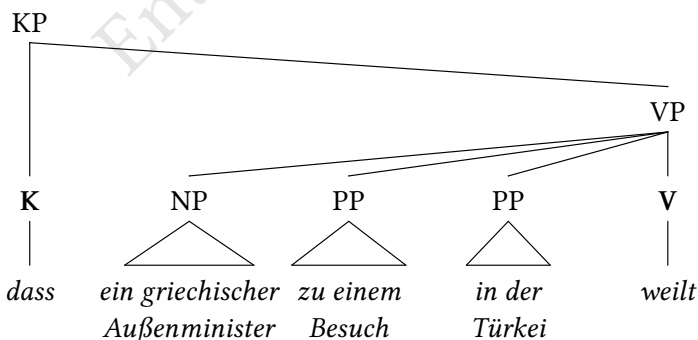 KP
VP
K NP PP PP V
dass ein griechischer zu einem in der weilt
Außenminister Besuch Türkei